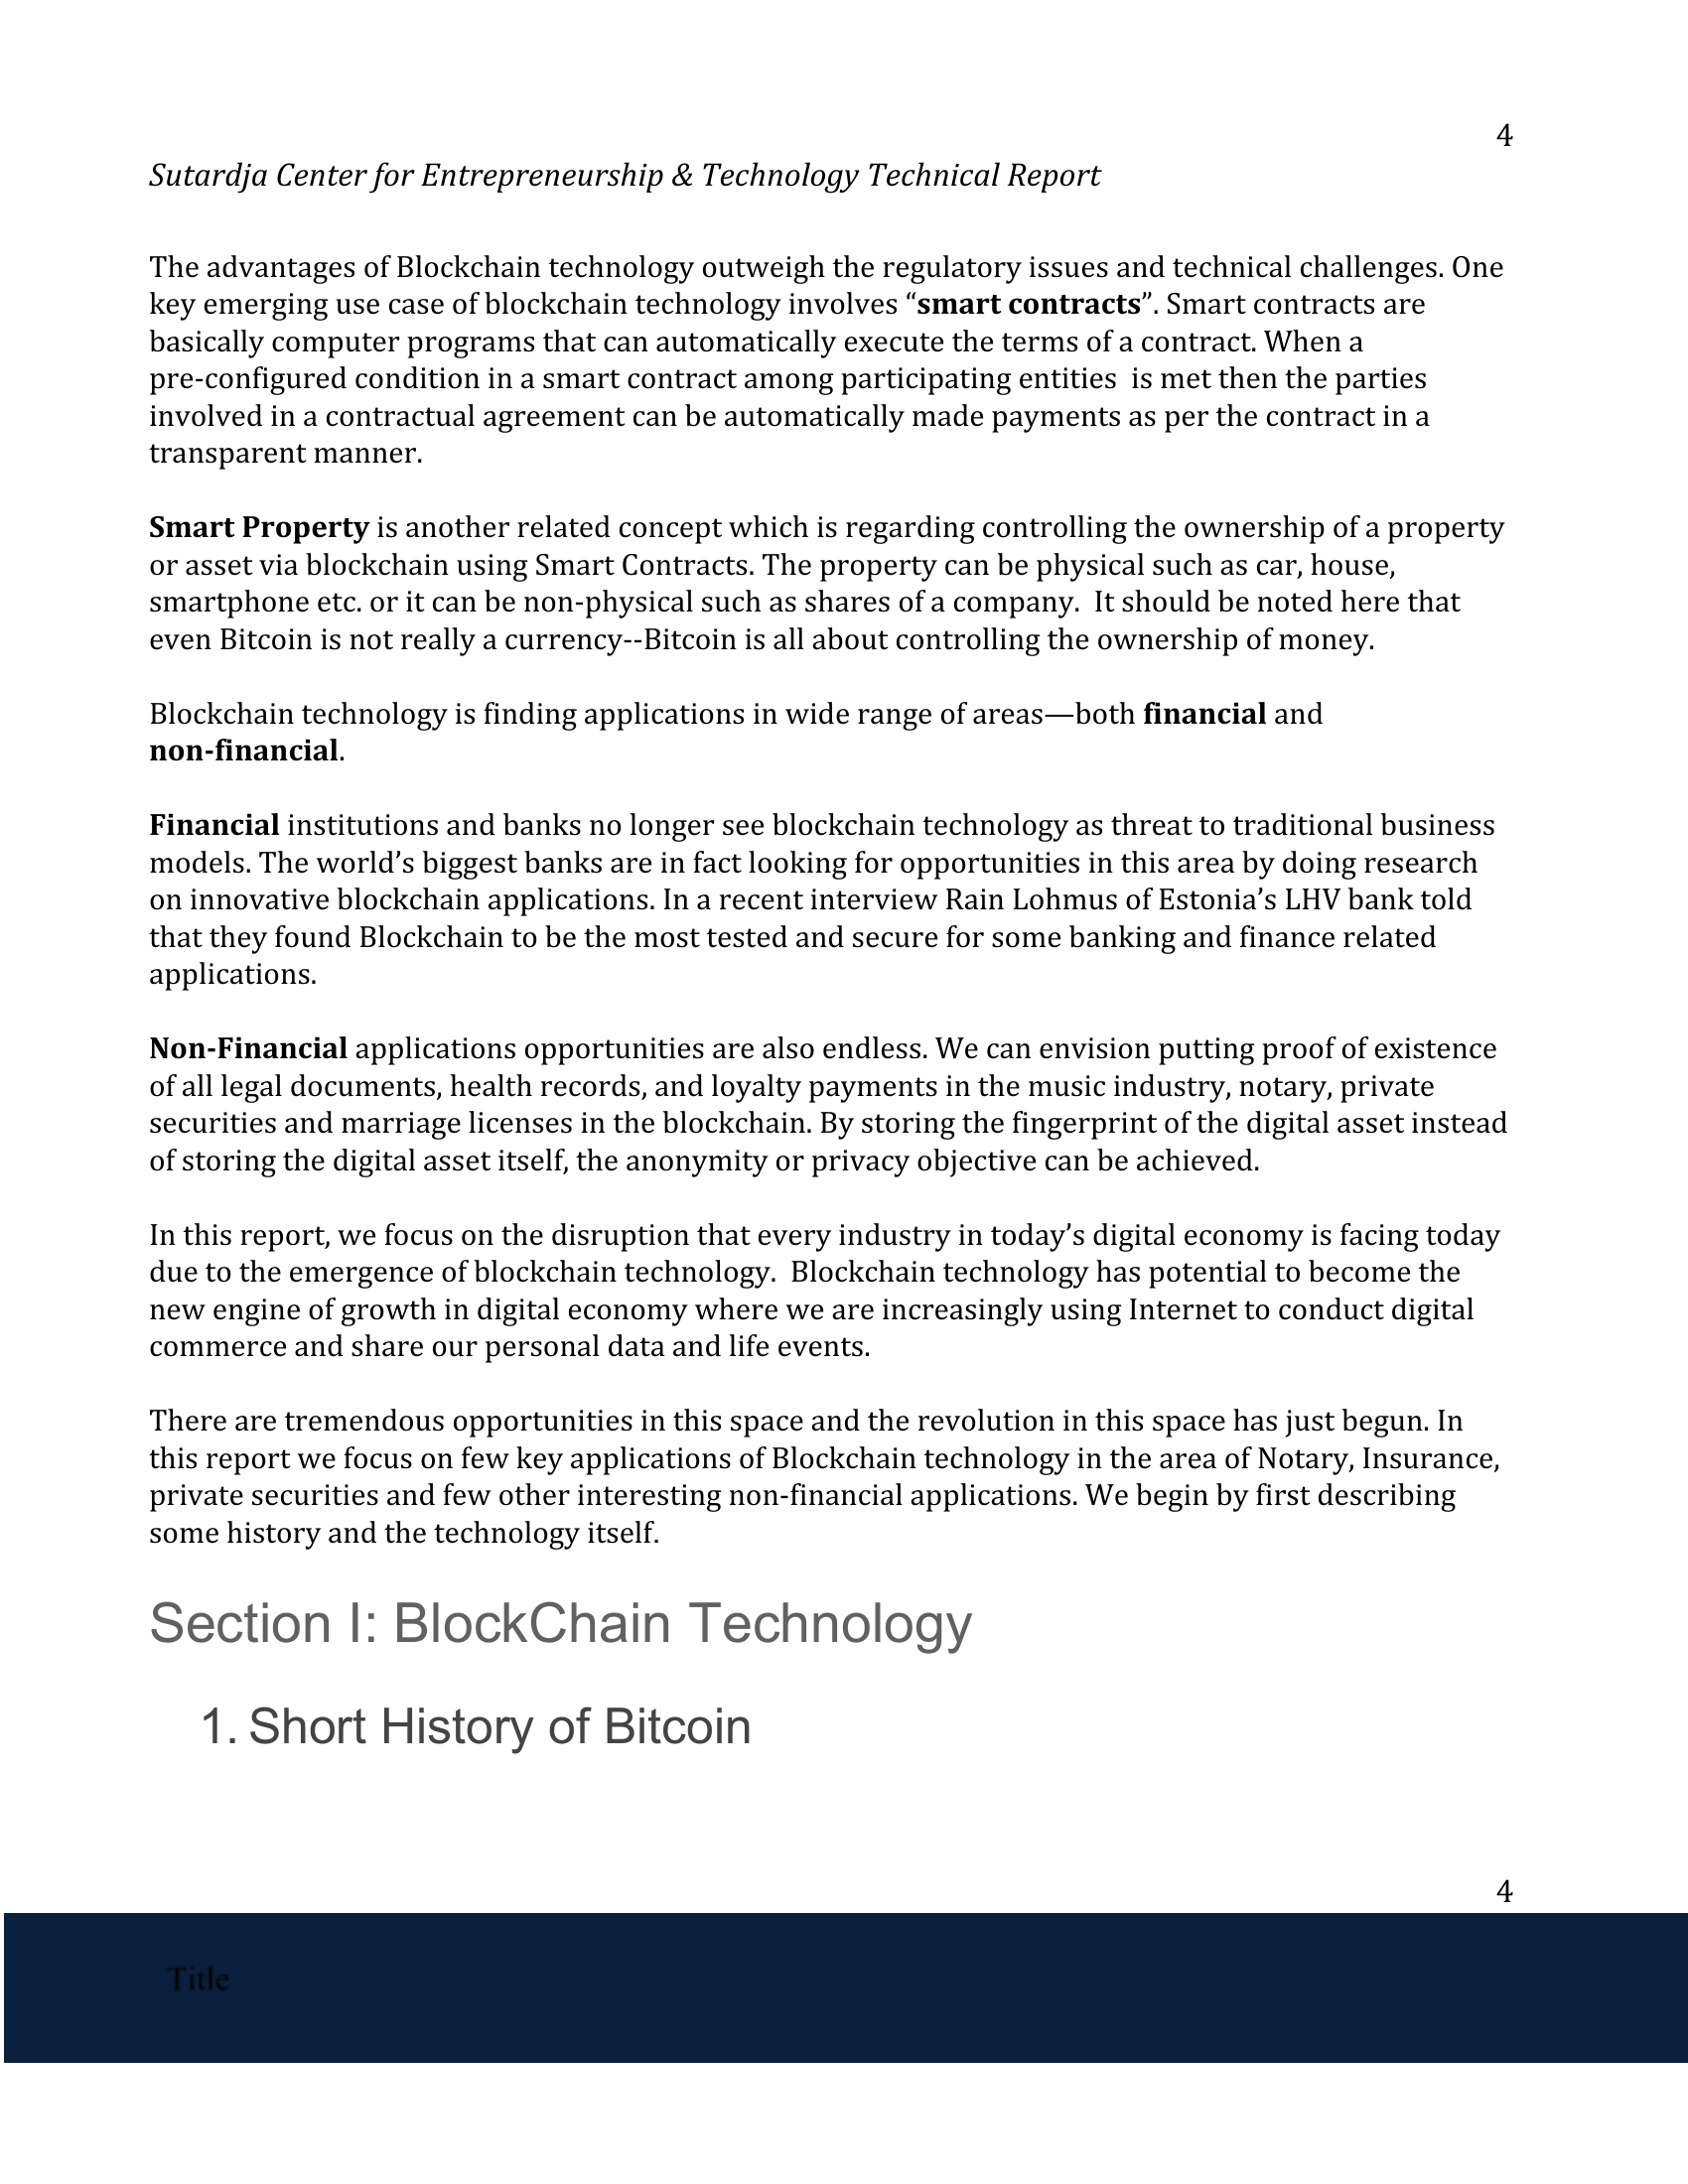 4
Sutardja Center for Entrepreneurship & Technology Technical Report
The advantages of Blockchain technology outweigh the regulatory issues and technical challenges. One
key emerging use case of blockchain technology involves “smart contracts”. Smart contracts are
basically computer programs that can automatically execute the terms of a contract. When a
pre-configured condition in a smart contract among participating entities  is met then the parties
involved in a contractual agreement can be automatically made payments as per the contract in a
transparent manner.
Smart Property is another related concept which is regarding controlling the ownership of a property
or asset via blockchain using Smart Contracts. The property can be physical such as car, house,
smartphone etc. or it can be non-physical such as shares of a company.  It should be noted here that
even Bitcoin is not really a currency--Bitcoin is all about controlling the ownership of money.
Blockchain technology is finding applications in wide range of areas—both financial and
non-financial.
Financial institutions and banks no longer see blockchain technology as threat to traditional business
models. The world’s biggest banks are in fact looking for opportunities in this area by doing research
on innovative blockchain applications. In a recent interview Rain Lohmus of Estonia’s LHV bank told
that they found Blockchain to be the most tested and secure for some banking and finance related
applications.
Non-Financial applications opportunities are also endless. We can envision putting proof of existence
of all legal documents, health records, and loyalty payments in the music industry, notary, private
securities and marriage licenses in the blockchain. By storing the fingerprint of the digital asset instead
of storing the digital asset itself, the anonymity or privacy objective can be achieved.
In this report, we focus on the disruption that every industry in today’s digital economy is facing today
due to the emergence of blockchain technology.  Blockchain technology has potential to become the
new engine of growth in digital economy where we are increasingly using Internet to conduct digital
commerce and share our personal data and life events.
There are tremendous opportunities in this space and the revolution in this space has just begun. In
this report we focus on few key applications of Blockchain technology in the area of Notary, Insurance,
private securities and few other interesting non-financial applications. We begin by first describing
some history and the technology itself.
Section I: BlockChain Technology
1. Short History of Bitcoin
4
Title